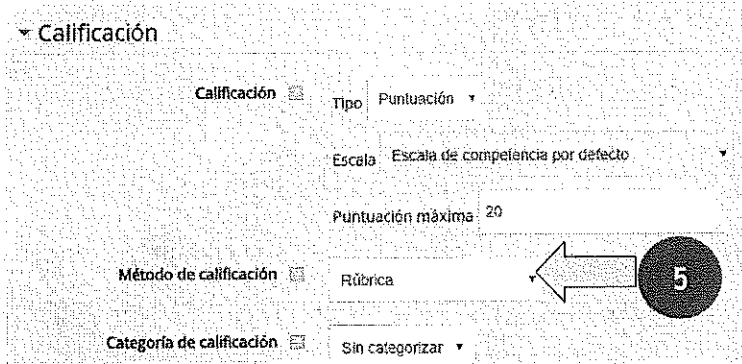 Calificación
Calificación Tipo Puntuación
Escala Escala de competencia por defecto
Puntuación máxima 20
Método de calificación Rúbrica 5
Categoría de calificación Sin categorizar